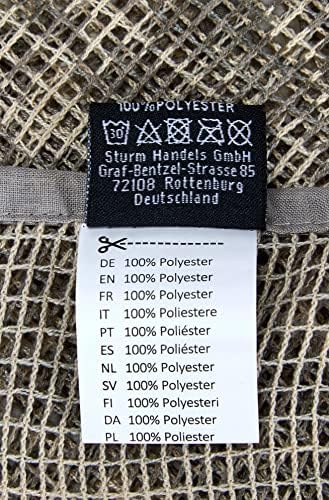 100%POLYESTER
30°
Sturm Handels GmbH
Graf-Bentzel-Strasse 85
72108 Rottenburg
Deutschland
DE 100% Polyester
EN 100% Polyester
FR 100% Polyester
IT 100% Poliestere
PT 100% Poliéster
ES 100% Poliéster
NL 100% Polyester
SV 100% Polyester
FI 100% Polyesteri
DA 100% Polyester
PL 100% Poliester